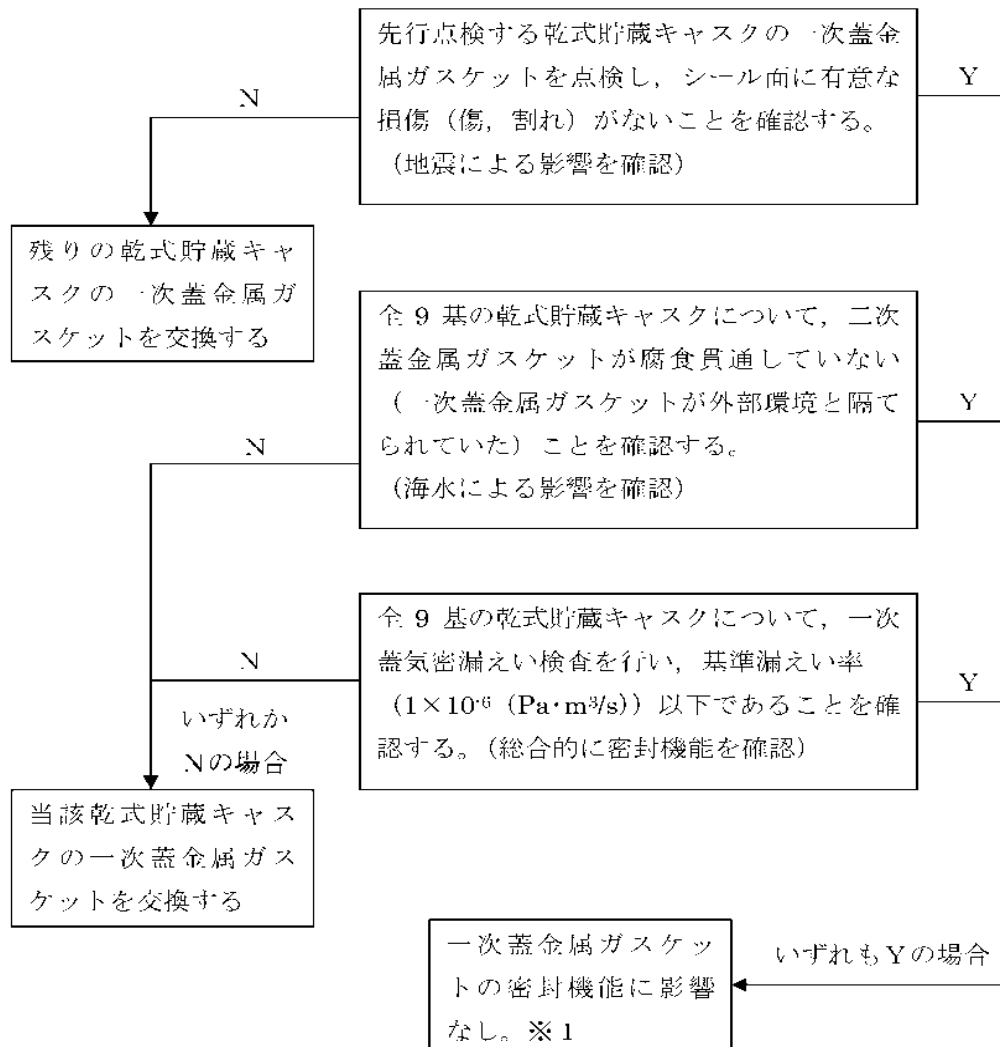 先行点検する乾式貯蔵キャスクの一次蓋金
属ガスケットを点検し，シール面に有意な
損傷（傷，割れ）がないことを確認する。
（地震による影響を確認）
N
Y
残りの乾式貯蔵キャ
スクの一次蓋金属ガ
スケットを交換する
全 9 基の乾式貯蔵キャスクについて，二次
蓋金属ガスケットが腐食貫通していない
（一次蓋金属ガスケットが外部環境と隔て
られていた）ことを確認する。
（海水による影響を確認）
N
Y
全 9 基の乾式貯蔵キャスクについて，一次
蓋気密漏えい検査を行い，基準漏えい率
（1×10⁻⁶（Pa·m³/s））以下であることを確
認する。（総合的に密封機能を確認）
N
Y
いずれか
Nの場合
当該乾式貯蔵キャス
クの一次蓋金属ガス
ケットを交換する
いずれもYの場合
一次蓋金属ガスケッ
トの密封機能に影響
なし。※1